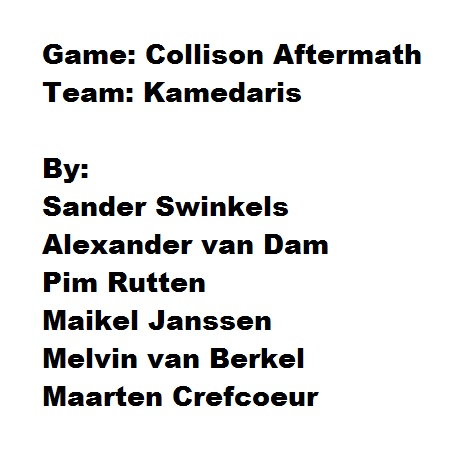 Game: Collison Aftermath
Team: Kamedaris
By:
Sander Swinkels
Alexander van Dam
Pim Rutten
Maikel Janssen
Melvin van Berkel
Maarten Crefcoeur